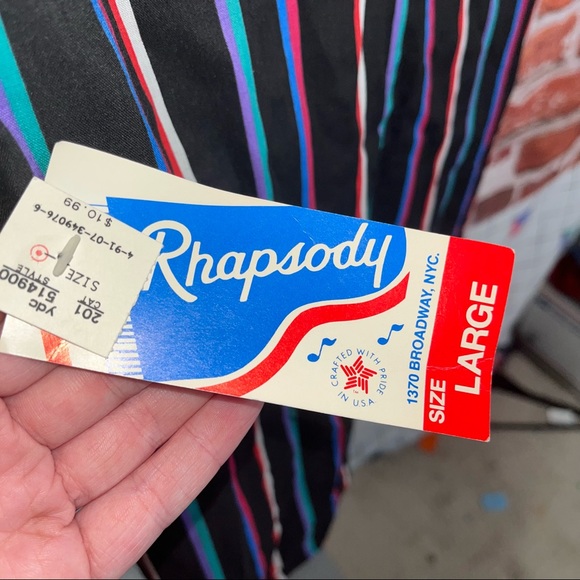 Rhapsody
CRAFTED WITH PRIDE
IN U.S.A
1370 BROADWAY, NYC.
SIZE
LARGE
4-91-07-349076-6
$10.99
SIZE
STYLE
514900
CAT
201
ydc